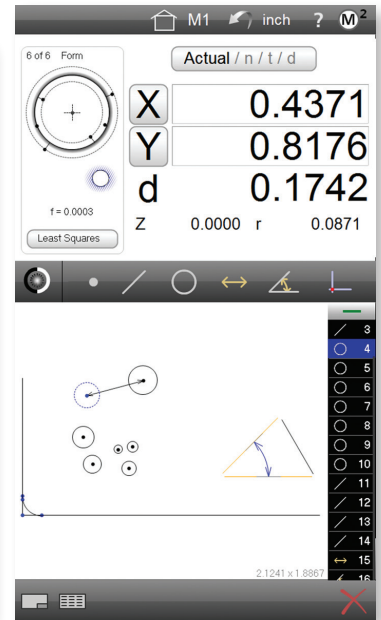 M1 inch ? M2
6 of 6 Form
Actual / n / t / d
X 0.4371
Y 0.8176
d 0.1742
f = 0.0003
Z 0.0000 r 0.0871
Least Squares
3
4
5
6
7
8
9
10
11
12
13
14
15
16
2.1241 x 1.8867